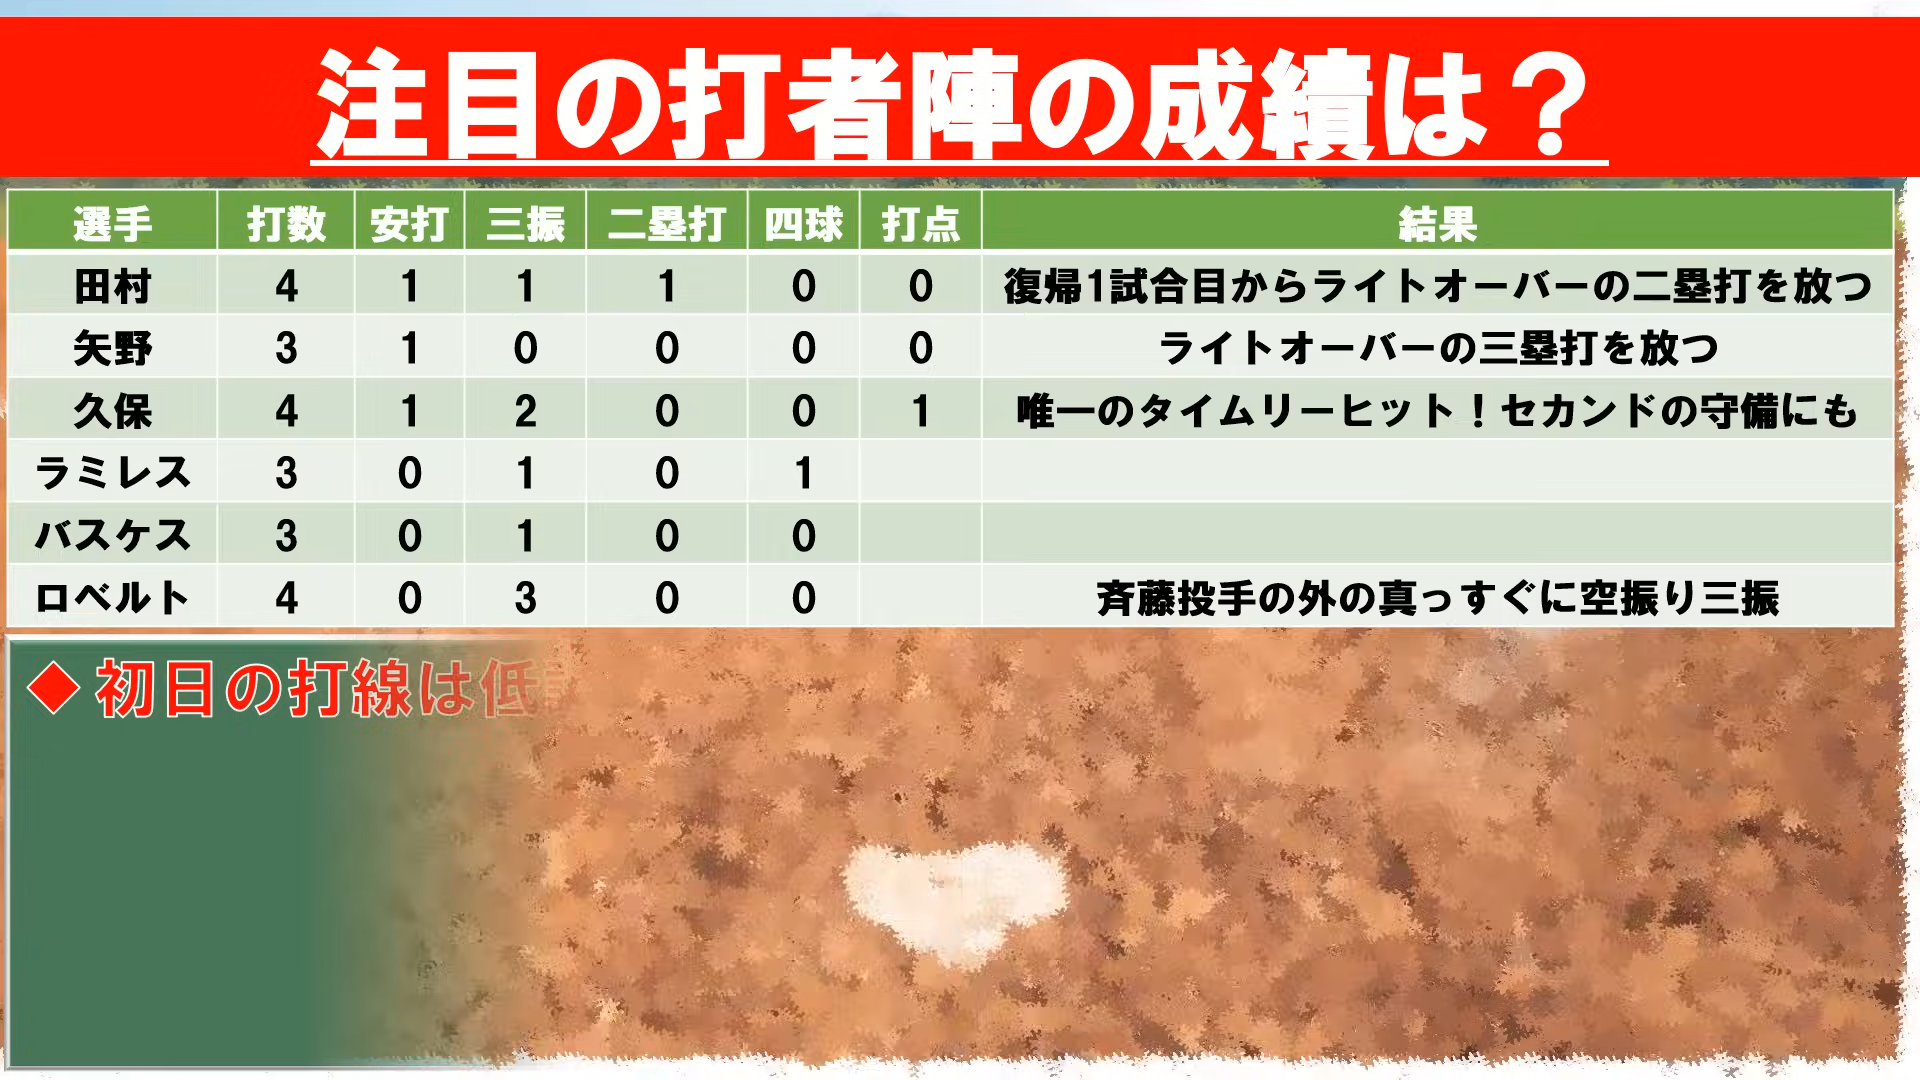 注目の打者陣の成績は？
選手 打数 安打 三振 二塁打 四球 打点 結果
田村 4 1 1 1 0 0 復帰1試合目からライトオーバーの二塁打を放つ
矢野 3 1 0 0 0 0 ライトオーバーの三塁打を放つ
久保 4 1 2 0 0 1 唯一のタイムリーヒット！セカンドの守備にも
ラミレス 3 0 1 0 1
バスケス 3 0 1 0 0
ロベルト 4 0 3 0 0 斉藤投手の外の真っすぐに空振り三振
◆ 初日の打線は低